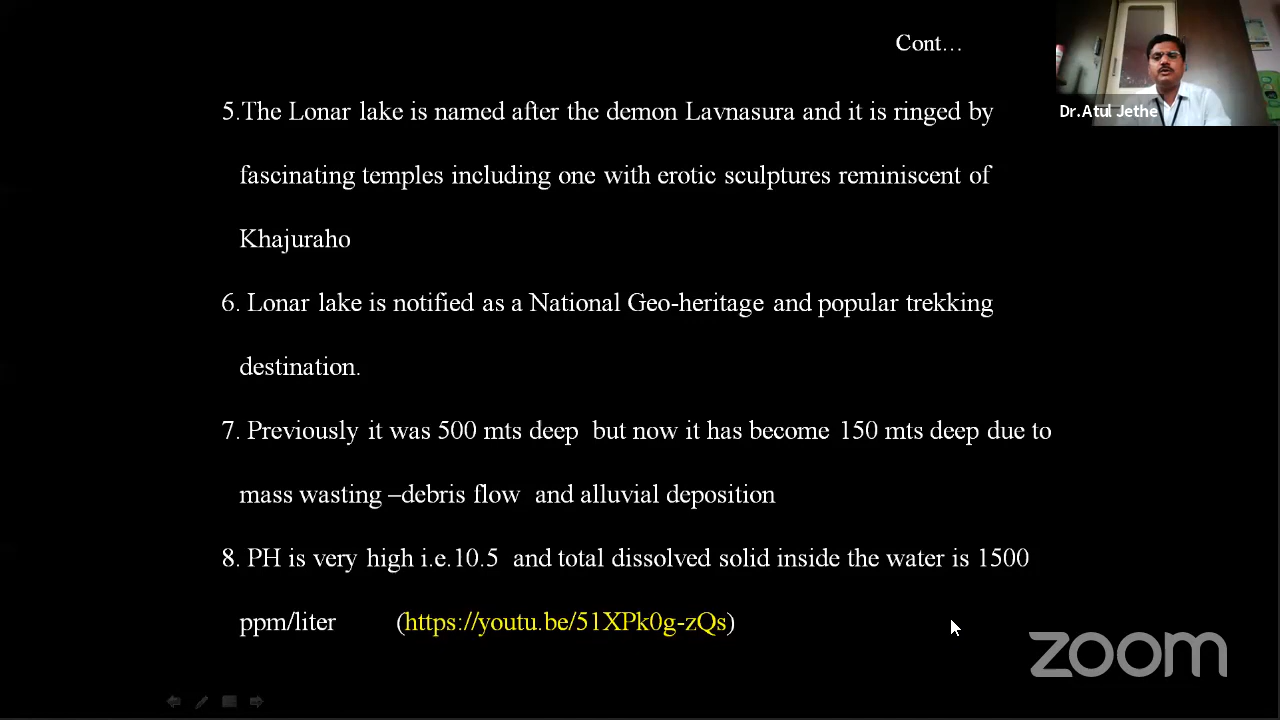 Cont…
Dr.Atul Jethe
5.The Lonar lake is named after the demon Lavnasura and it is ringed by
fascinating temples including one with erotic sculptures reminiscent of
Khajuraho
6. Lonar lake is notified as a National Geo-heritage and popular trekking
destination.
7. Previously it was 500 mts deep but now it has become 150 mts deep due to
mass wasting –debris flow and alluvial deposition
8. PH is very high i.e.10.5 and total dissolved solid inside the water is 1500
ppm/liter (https://youtu.be/51XPk0g-zQs)
zoom